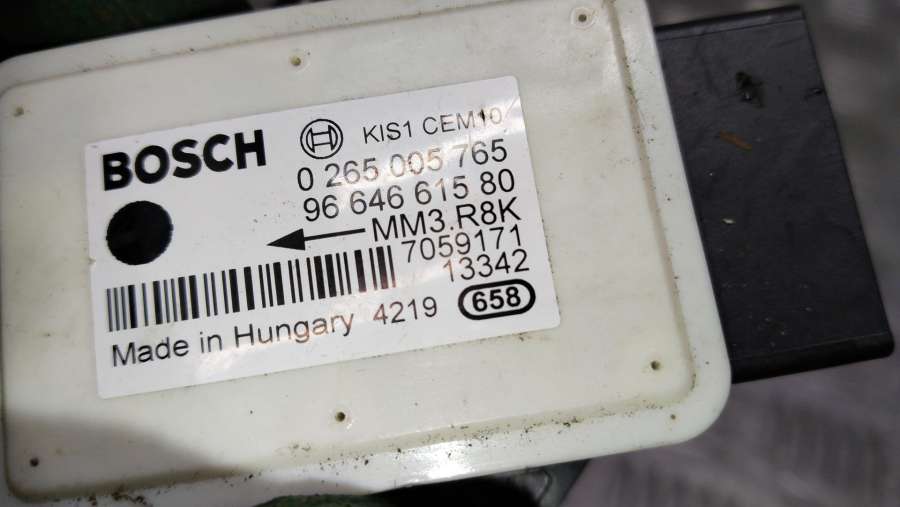 BOSCH KIS1 CEM10
0 265 005 765
96 646 615 80
MM3.R8K
7059171
13342
Made in Hungary 4219 658